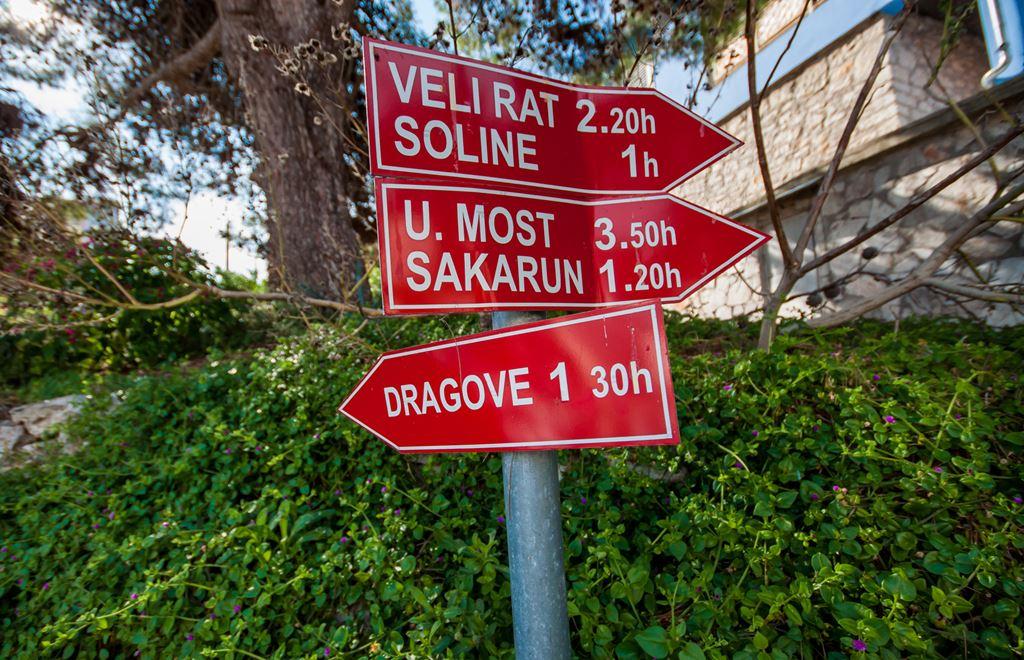 VELI RAT 2.20h
SOLINE 1h
U. MOST 3.50h
SAKARUN 1.20h
DRAGOVE 1 30h